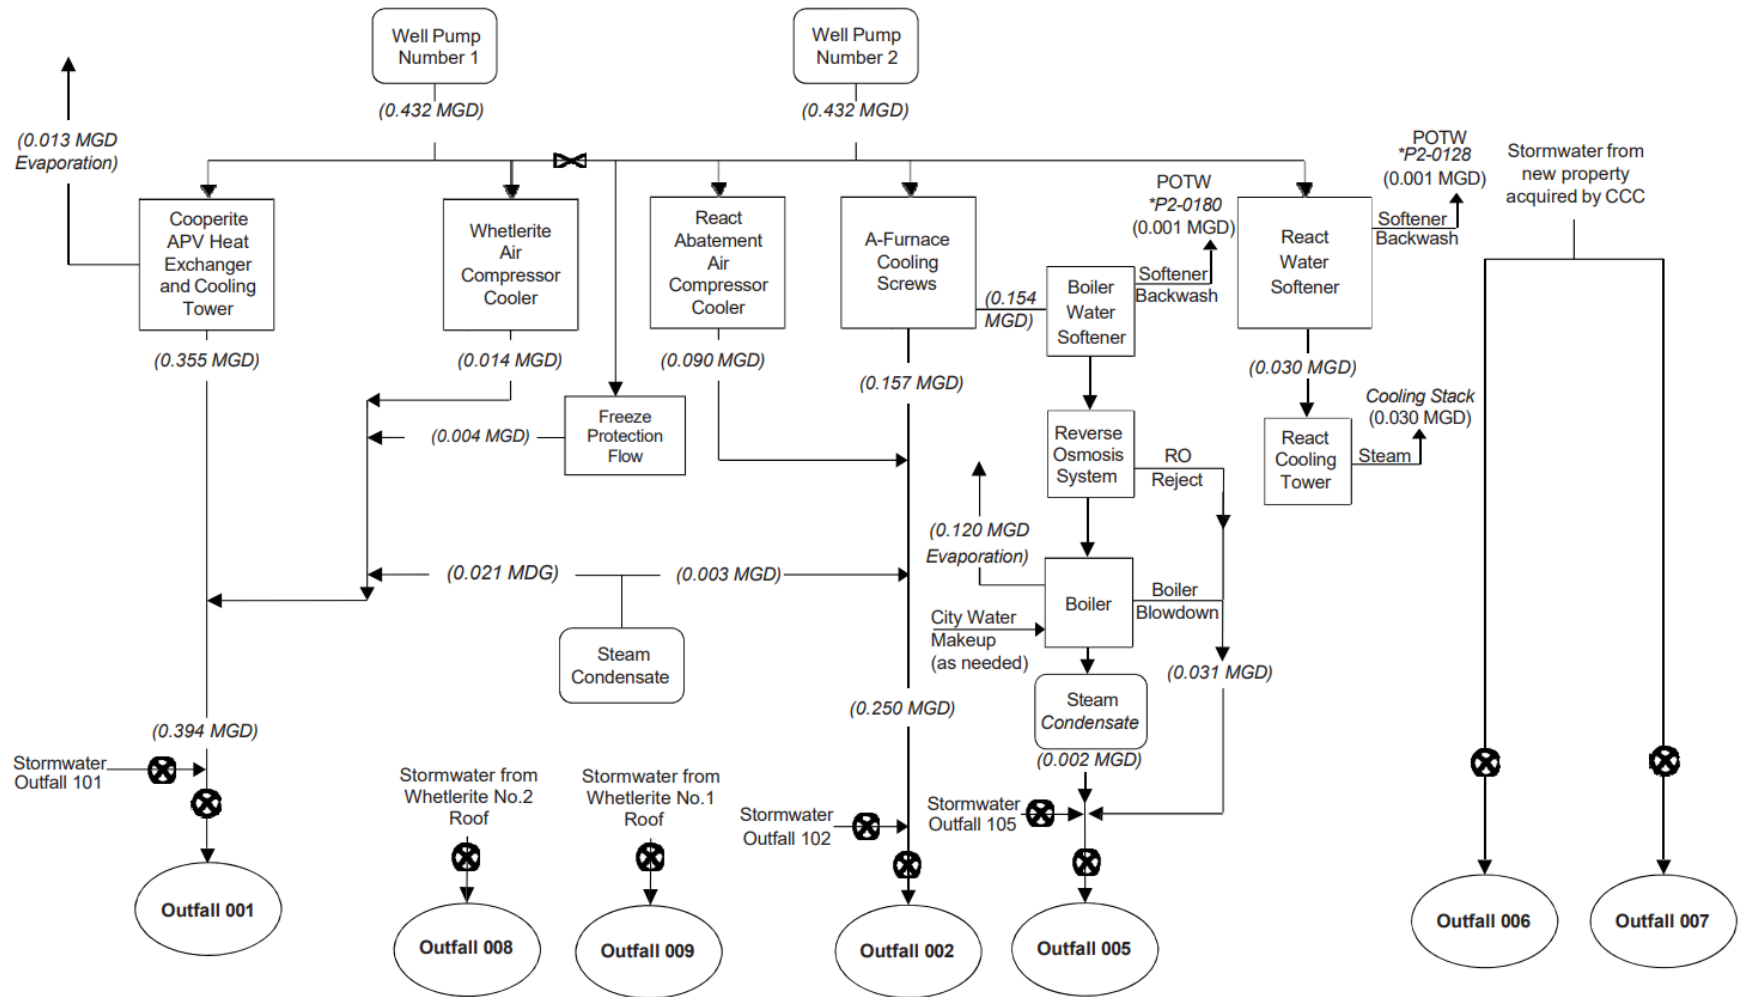 Well Pump
Number 1
Well Pump
Number 2
(0.432 MGD)
(0.432 MGD)
(0.013 MGD
Evaporation)
POTW
*P2-0180
(0.001 MGD)
POTW
*P2-0128
(0.001 MGD)
Stormwater from
new property
acquired by CCC
Cooperite
APV Heat
Exchanger
and Cooling
Tower
Whetlerite
Air
Compressor
Cooler
React
Abatement
Air
Compressor
Cooler
A-Furnace
Cooling
Screws
(0.154
MGD)
Boiler
Water
Softener
Softener
Backwash
React
Water
Softener
Softener
Backwash
(0.355 MGD)
(0.014 MGD)
(0.090 MGD)
(0.157 MGD)
(0.030 MGD)
(0.004 MGD)
Freeze
Protection
Flow
Reverse
Osmosis
System
RO
Reject
Cooling Stack
(0.030 MGD)
React
Cooling
Tower
Steam
(0.120 MGD
Evaporation)
(0.021 MDG)
(0.003 MGD)
Boiler
Boiler
Blowdown
City Water
Makeup
(as needed)
Steam
Condensate
(0.031 MGD)
Steam
Condensate
(0.250 MGD)
(0.394 MGD)
(0.002 MGD)
Stormwater
Outfall 101
Stormwater from
Whetlerite No.2
Roof
Stormwater from
Whetlerite No.1
Roof
Stormwater
Outfall 102
Stormwater
Outfall 105
Outfall 001
Outfall 008
Outfall 009
Outfall 002
Outfall 005
Outfall 006
Outfall 007